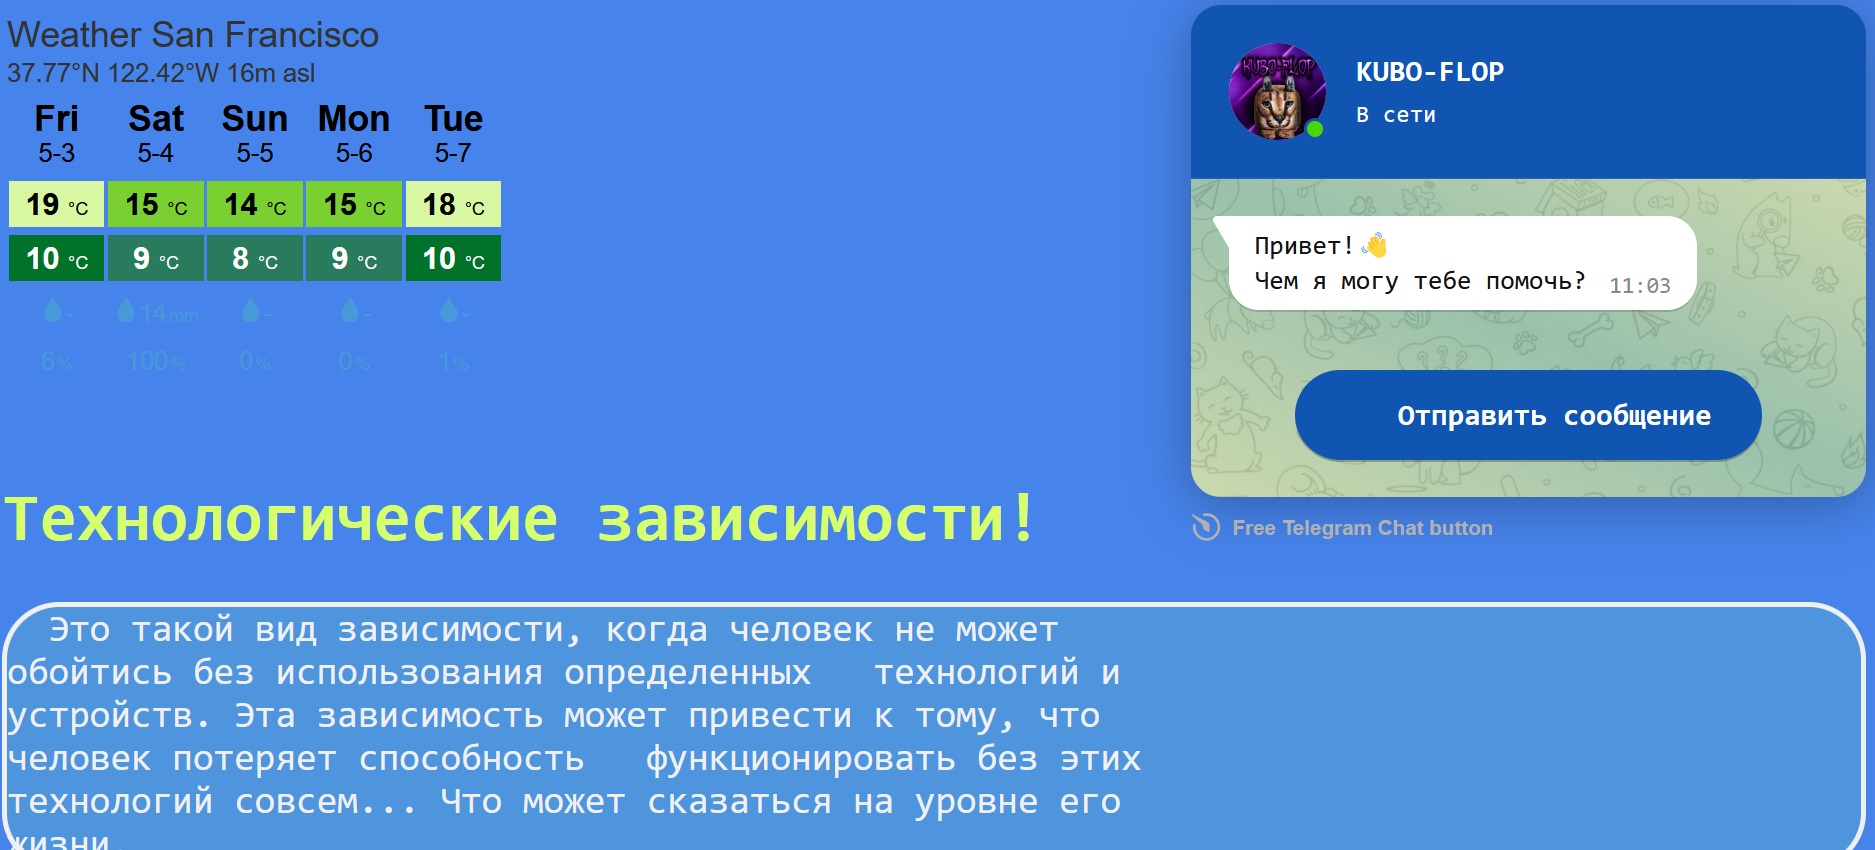 Weather San Francisco
37.77°N 122.42°W 16m asl
Fri Sat Sun Mon Tue
5-3 5-4 5-5 5-6 5-7
19 °C 15 °C 14 °C 15 °C 18 °C
10 °C 9 °C 8 °C 9 °C 10 °C
- 14mm - - -
6% 100% 0% 0% 1%
KUBO-FLOP
KUBO-FLOP
В сети
Привет!👋
Чем я могу тебе помочь? 11:03
Отправить сообщение
Free Telegram Chat button
Технологические зависимости!
Это такой вид зависимости, когда человек не может
обойтись без использования определенных технологий и
устройств. Эта зависимость может привести к тому, что
человек потеряет способность функционировать без этих
технологий совсем... Что может сказаться на уровне его
жизни.